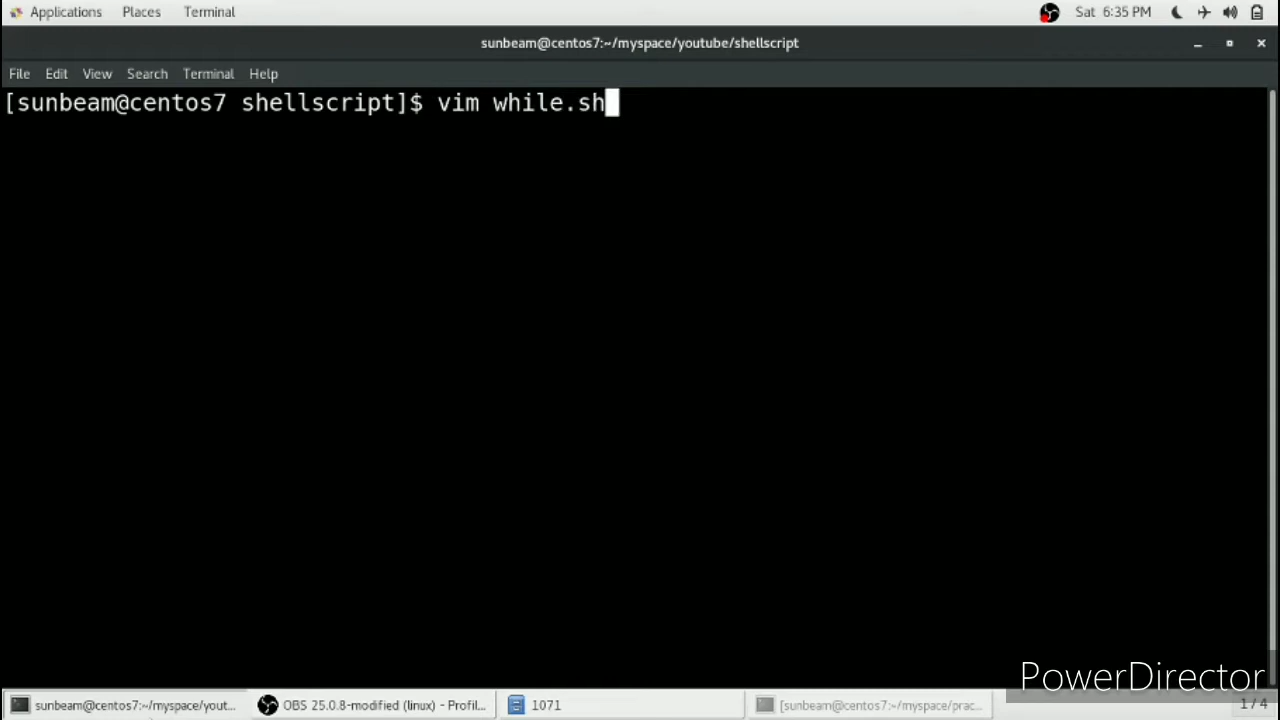 Applications Places Terminal Sat 6:35 PM
sunbeam@centos7:~/myspace/youtube/shellscript
File Edit View Search Terminal Help
[sunbeam@centos7 shellscript]$ vim while.sh
PowerDirector
sunbeam@centos7:~/myspace/yout... OBS 25.0.8-modified (linux) - Profil... 1071 [sunbeam@centos7:~/myspace/prac... 1 / 4